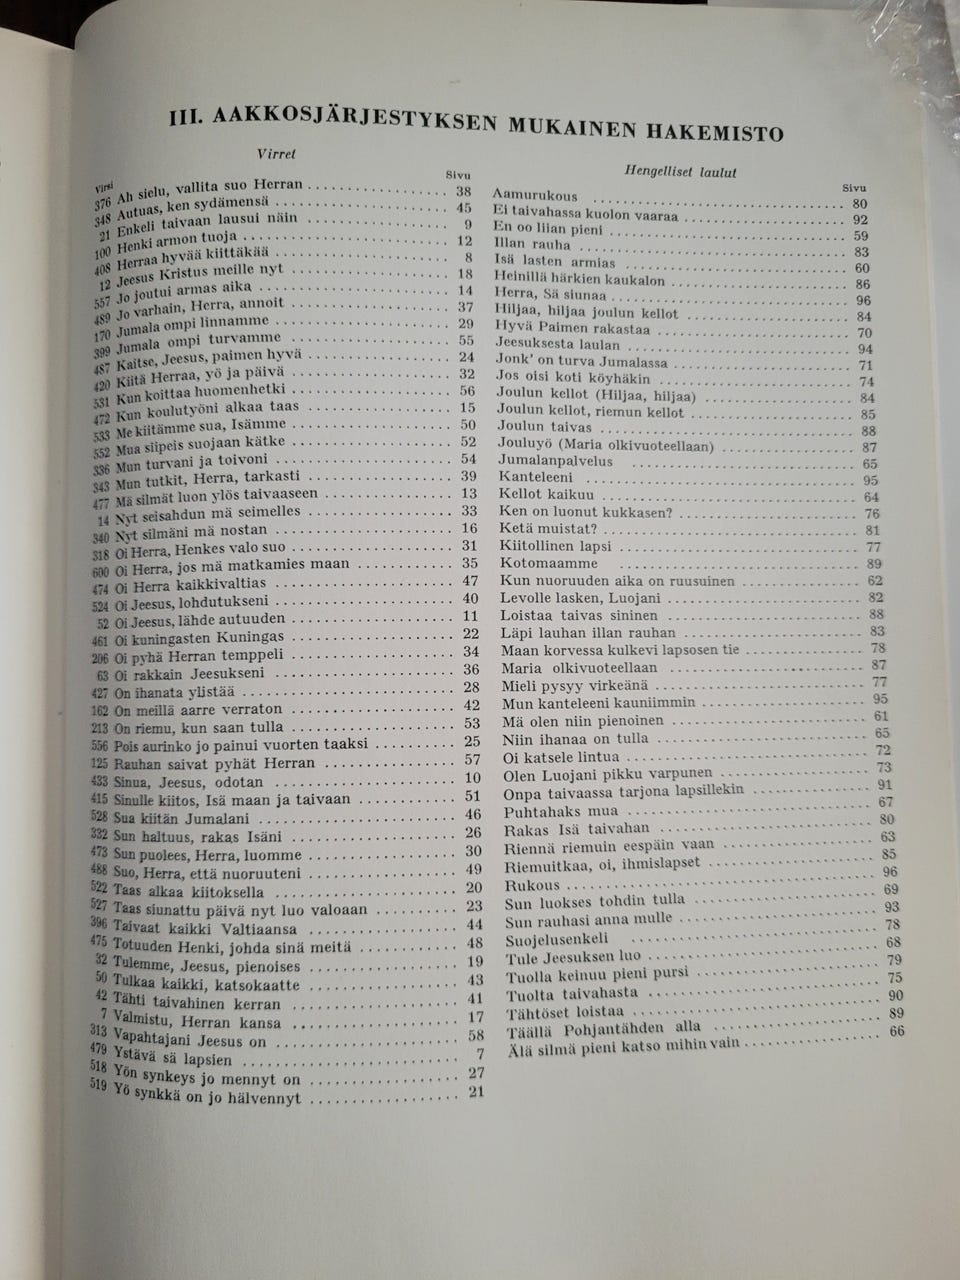 III. AAKKOSJÄRJESTYKSEN MUKAINEN HAKEMISTO
Virret
Virsi Sivu
376 Ah sielu, vallita suo Herran 38
348 Autuas, ken sydämensä 45
21 Enkeli taivaan lausui näin 9
100 Henki armon tuoja 12
408 Herraa hyvää kiittäkää 8
12 Jeesus Kristus meille nyt 18
557 Jo joutui armas aika 14
489 Jo varhain, Herra, annoit 37
170 Jumala ompi linnamme 29
399 Jumala ompi turvamme 55
487 Kaitse, Jeesus, paimen hyvä 24
420 Kiitä Herraa, yö ja päivä 32
531 Kun koittaa huomenhetki 56
472 Kun koulutyöni alkaa taas 15
533 Me kiitämme sua, Isämme 50
552 Mua siipeis suojaan kätke 52
336 Mun turvani ja toivoni 54
343 Mun tutkit, Herra, tarkasti 39
477 Mä silmät luon ylös taivaaseen 13
14 Nyt seisahdun mä seimelles 33
340 Nyt silmäni mä nostan 16
318 Oi Herra, Henkes valo suo 31
600 Oi Herra, jos mä matkamies maan 35
474 Oi Herra kaikkivaltias 47
524 Oi Jeesus, lohdutukseni 40
52 Oi Jeesus, lähde autuuden 11
461 Oi kuningasten Kuningas 22
206 Oi pyhä Herran temppeli 34
63 Oi rakkain Jeesukseni 36
427 On ihanata ylistää 28
162 On meillä aarre verraton 42
213 On riemu, kun saan tulla 53
556 Pois aurinko jo painui vuorten taaksi 25
125 Rauhan saivat pyhät Herran 57
433 Sinua, Jeesus, odotan 10
415 Sinulle kiitos, Isä maan ja taivaan 51
528 Sua kiitän Jumalani 46
332 Sun haltuus, rakas Isäni 26
473 Sun puolees, Herra, luomme 30
488 Suo, Herra, että nuoruuteni 49
522 Taas alkaa kiitoksella 20
527 Taas siunattu päivä nyt luo valoaan 23
396 Taivaat kaikki Valtiaansa 44
475 Totuuden Henki, johda sinä meitä 48
32 Tulemme, Jeesus, pienoises 19
50 Tulkaa kaikki, katsokaatte 43
42 Tähti taivahinen kerran 41
7 Valmistu, Herran kansa 17
313 Vapahtajani Jeesus on 58
479 Ystävä sä lapsien 7
518 Yön synkeys jo mennyt on 27
519 Yö synkkä on jo hälvennyt 21
Hengelliset laulut
Sivu
Aamurukous 80
Ei taivahassa kuolon vaaraa 92
En oo liian pieni 59
Illan rauha 83
Isä lasten armias 60
Heinillä härkien kaukalon 86
Herra, Sä siunaa 96
Hiljaa, hiljaa joulun kellot 84
Hyvä Paimen rakastaa 70
Jeesuksesta laulan 94
Jonk' on turva Jumalassa 71
Jos oisi koti köyhäkin 74
Joulun kellot (Hiljaa, hiljaa) 84
Joulun kellot, riemun kellot 85
Joulun taivas 88
Jouluyö (Maria olkivuoteellaan) 87
Jumalanpalvelus 65
Kanteleeni 95
Kellot kaikuu 64
Ken on luonut kukkasen? 76
Ketä muistat? 81
Kiitollinen lapsi 77
Kotomaamme 89
Kun nuoruuden aika on ruusuinen 62
Levolle lasken, Luojani 82
Loistaa taivas sininen 88
Läpi lauhan illan rauhan 83
Maan korvessa kulkevi lapsosen tie 78
Maria olkivuoteellaan 87
Mieli pysyy virkeänä 77
Mun kanteleeni kauniimmin 95
Mä olen niin pienoinen 61
Niin ihanaa on tulla 65
Oi katsele lintua 72
Olen Luojani pikku varpunen 73
Onpa taivaassa tarjona lapsillekin 91
Puhtahaks mua 67
Rakas Isä taivahan 80
Riennä riemuin eespäin vaan 63
Riemuitkaa, oi, ihmislapset 85
Rukous 96
Sun luokses tohdin tulla 69
Sun rauhasi anna mulle 93
Suojelusenkeli 78
Tule Jeesuksen luo 68
Tuolla keinuu pieni pursi 79
Tuolta taivahasta 75
Tähtöset loistaa 90
Täällä Pohjantähden alla 89
Älä silmä pieni katso mihin vain 66